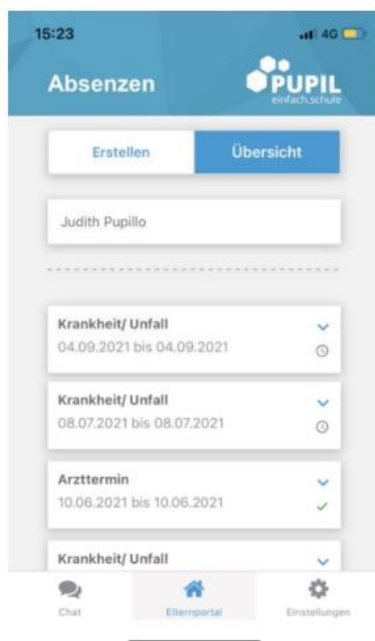 15:23
4G
Absenzen
PUPIL
einfach.schule
Erstellen
Übersicht
Judith Pupillo
Krankheit/ Unfall
04.09.2021 bis 04.09.2021
Krankheit/ Unfall
08.07.2021 bis 08.07.2021
Arzttermin
10.06.2021 bis 10.06.2021
Krankheit/ Unfall
Chat
Elternportal
Einstellungen